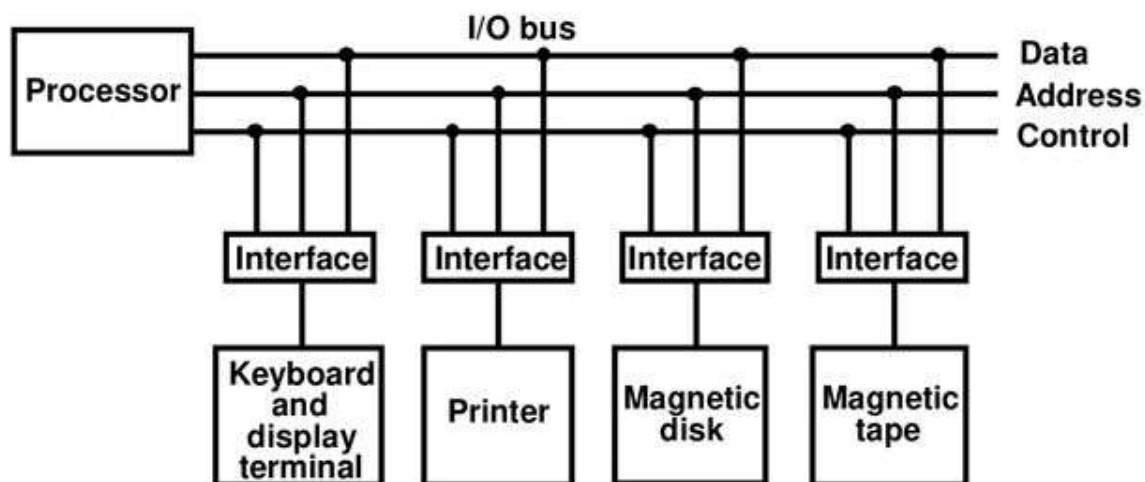 I/O bus
Processor
Data
Address
Control
Interface
Interface
Interface
Interface
Keyboard
and
display
terminal
Printer
Magnetic
disk
Magnetic
tape